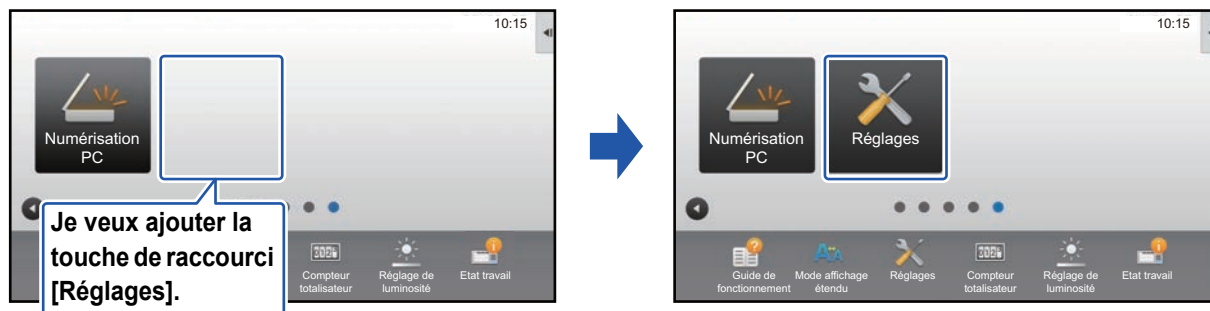 10:15
Numérisation
PC
Je veux ajouter la
touche de raccourci
[Réglages].
Compteur
totalisateur
Réglage de
luminosité
Etat travail
10:15
Numérisation
PC
Réglages
Guide de
fonctionnement
Mode affichage
étendu
Réglages
Compteur
totalisateur
Réglage de
luminosité
Etat travail